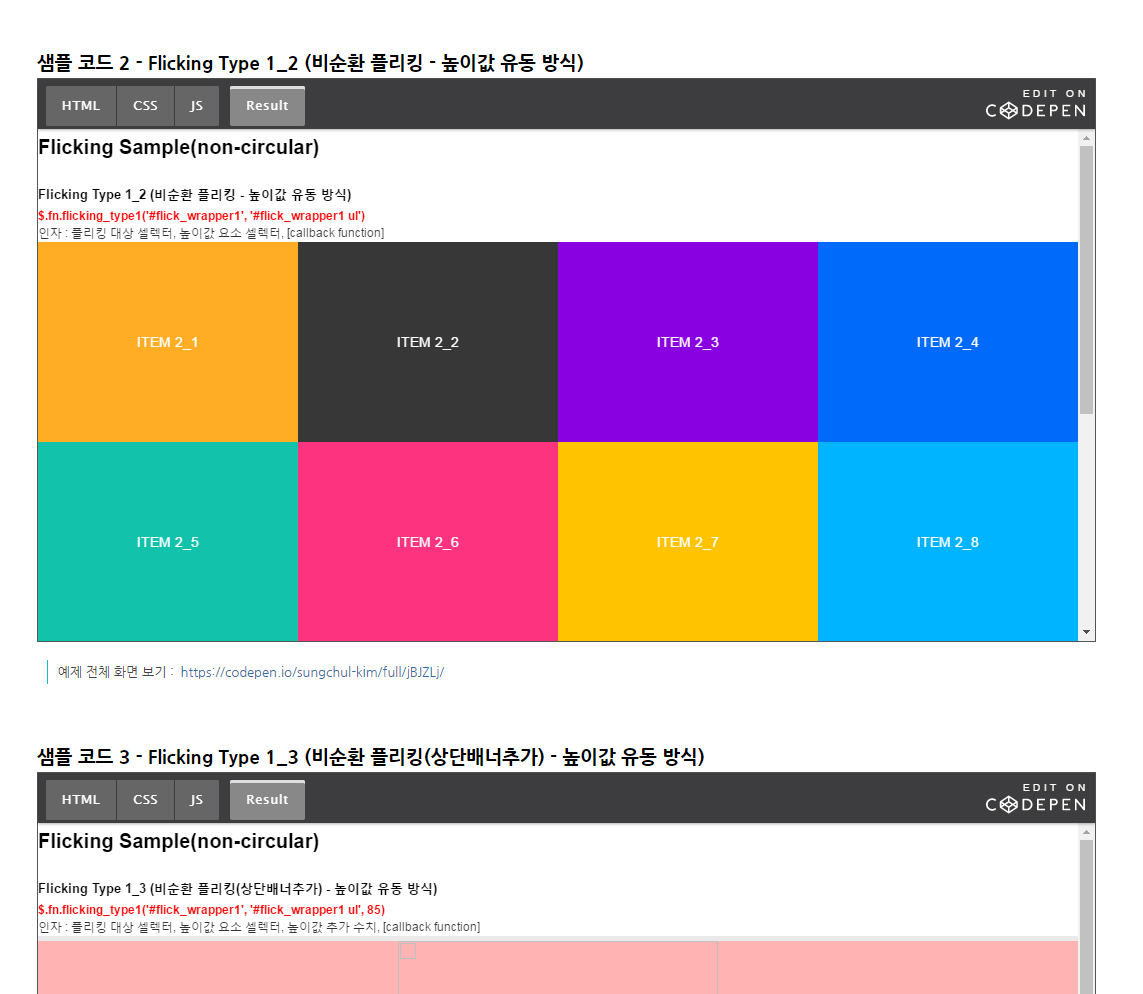 샘플 코드 2 - Flicking Type 1_2 (비순환 플리킹 - 높이값 유동 방식)
HTML CSS JS Result EDIT ON CODEPEN
Flicking Sample(non-circular)
Flicking Type 1_2 (비순환 플리킹 - 높이값 유동 방식)
$.fn.flicking_type1('#flick_wrapper1', '#flick_wrapper1 ul')
인자 : 플리킹 대상 셀렉터, 높이값 요소 셀렉터, [callback function]
ITEM 2_1 ITEM 2_2 ITEM 2_3 ITEM 2_4
ITEM 2_5 ITEM 2_6 ITEM 2_7 ITEM 2_8
예제 전체 화면 보기 : https://codepen.io/sungchul-kim/full/jBJZLj/
샘플 코드 3 - Flicking Type 1_3 (비순환 플리킹(상단배너추가) - 높이값 유동 방식)
HTML CSS JS Result EDIT ON CODEPEN
Flicking Sample(non-circular)
Flicking Type 1_3 (비순환 플리킹(상단배너추가) - 높이값 유동 방식)
$.fn.flicking_type1('#flick_wrapper1', '#flick_wrapper1 ul', 85)
인자 : 플리킹 대상 셀렉터, 높이값 요소 셀렉터, 높이값 추가 수치, [callback function]